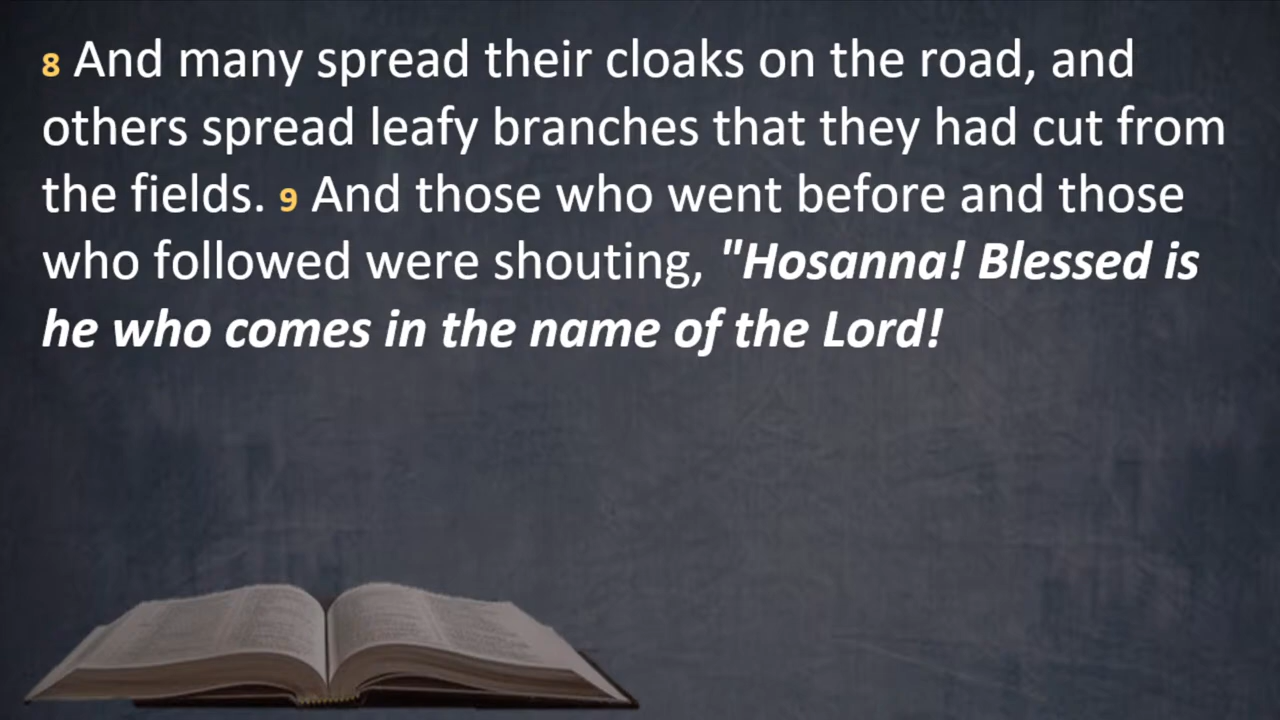 8 And many spread their cloaks on the road, and
others spread leafy branches that they had cut from
the fields. 9 And those who went before and those
who followed were shouting, "Hosanna! Blessed is
he who comes in the name of the Lord!